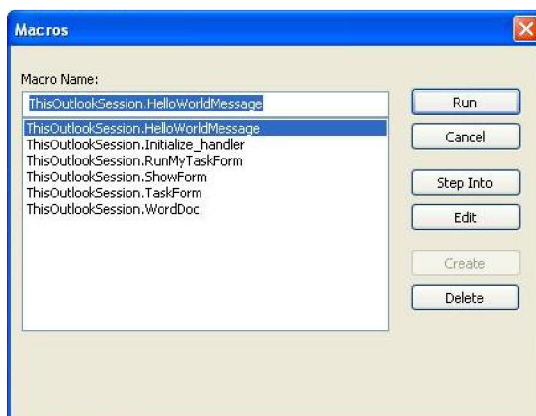 Macros
Macro Name:
ThisOutlookSession.HelloWorldMessage
ThisOutlookSession.HelloWorldMessage
ThisOutlookSession.Initialize_handler
ThisOutlookSession.RunMyTaskForm
ThisOutlookSession.ShowForm
ThisOutlookSession.TaskForm
ThisOutlookSession.WordDoc
Run
Cancel
Step Into
Edit
Create
Delete